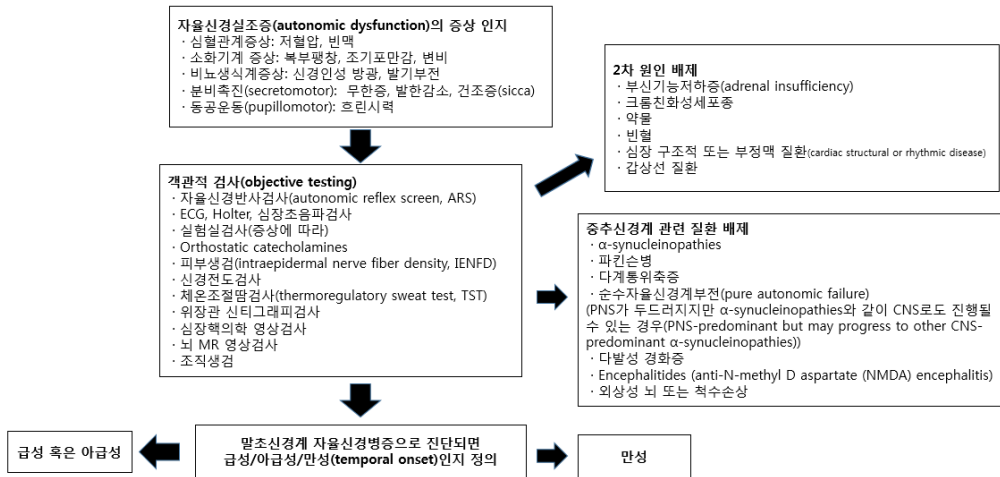 자율신경실조증(autonomic dysfunction)의 증상 인지
· 심혈관계증상: 저혈압, 빈맥
· 소화기계 증상: 복부팽창, 조기포만감, 변비
· 비뇨생식계증상: 신경인성 방광, 발기부전
· 분비촉진(secretomotor): 무한증, 발한감소, 건조증(sicca)
· 동공운동(pupillomotor): 흐린시력
2차 원인 배제
· 부신기능저하증(adrenal insufficiency)
· 크롬친화성세포종
· 약물
· 빈혈
· 심장 구조적 또는 부정맥 질환(cardiac structural or rhythmic disease)
· 갑상선 질환
객관적 검사(objective testing)
· 자율신경반사검사(autonomic reflex screen, ARS)
· ECG, Holter, 심장초음파검사
· 실험실검사(증상에 따라)
· Orthostatic catecholamines
· 피부생검(intraepidermal nerve fiber density, IENFD)
· 신경전도검사
· 체온조절땀검사(thermoregulatory sweat test, TST)
· 위장관 신티그래피검사
· 심장핵의학 영상검사
· 뇌 MR 영상검사
· 조직생검
중추신경계 관련 질환 배제
· α-synucleinopathies
· 파킨슨병
· 다계통위축증
· 순수자율신경계부전(pure autonomic failure)
(PNS가 두드러지지만 α-synucleinopathies와 같이 CNS로도 진행될
수 있는 경우(PNS-predominant but may progress to other CNS-
predominant α-synucleinopathies))
· 다발성 경화증
· Encephalitides (anti-N-methyl D aspartate (NMDA) encephalitis)
· 외상성 뇌 또는 척수손상
급성 혹은 아급성
말초신경계 자율신경병증으로 진단되면
급성/아급성/만성(temporal onset)인지 정의
만성